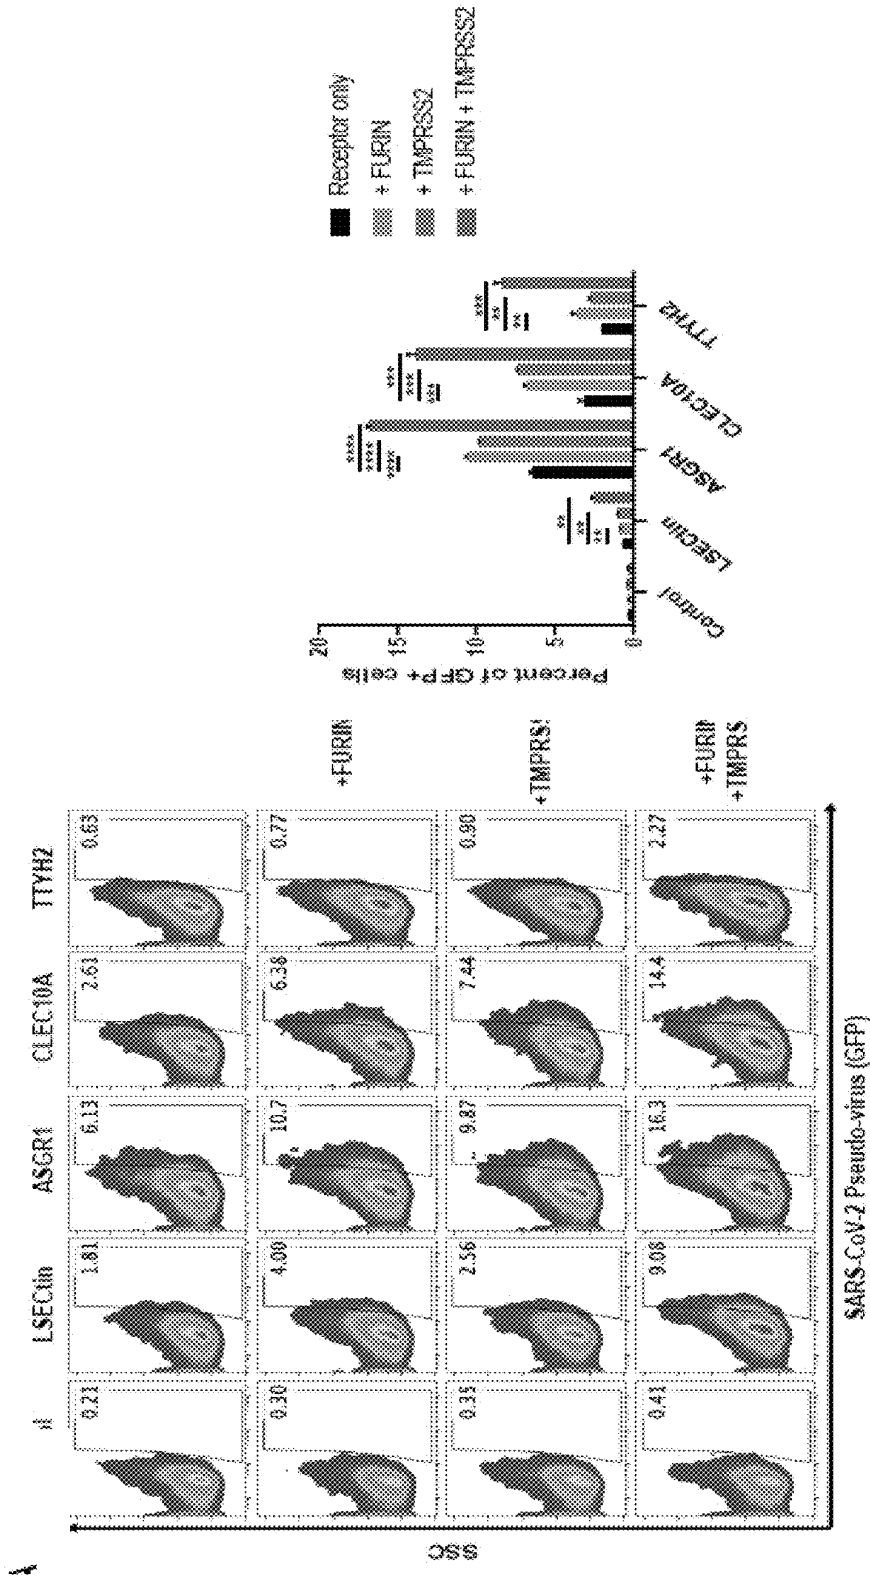 LSECtin
ASGR1
CLEC10A
TTYH2
0.21
1.81
6.13
2.61
0.63
0.30
4.00
10.7
6.38
0.77
+FURIN
0.35
2.56
9.87
7.44
0.90
+TMPRS
0.41
9.08
16.3
14.4
2.27
+FURIN
+TMPRS
SSC
SARS-CoV-2 Pseudo-virus (GFP)
Percent of GFP+ cells
20
15
10
5
0
**
**
**
****
****
****
***
***
***
***
**
**
Control
LSECtin
ASGR1
CLEC10A
TTYH2
Receptor only
+ FURIN
+ TMPRSS2
+ FURIN + TMPRSS2